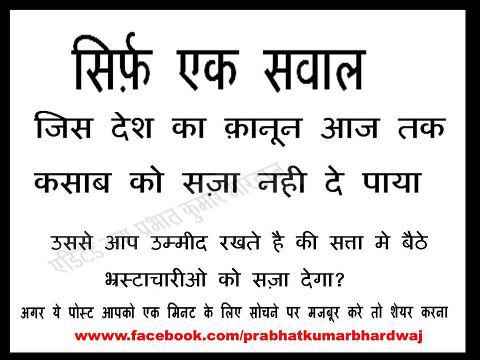 सिर्फ़ एक सवाल
जिस देश का क़ानून आज तक
कसाब को सज़ा नही दे पाया
उससे आप उम्मीद रखते है की सत्ता मे बैठे
भ्रस्टाचारीओ को सज़ा देगा?
अगर ये पोस्ट आपको एक मिनट के लिए सोचने पर मजबूर करे तो शेयर करना
www.facebook.com/prabhatkumarbhardwaj